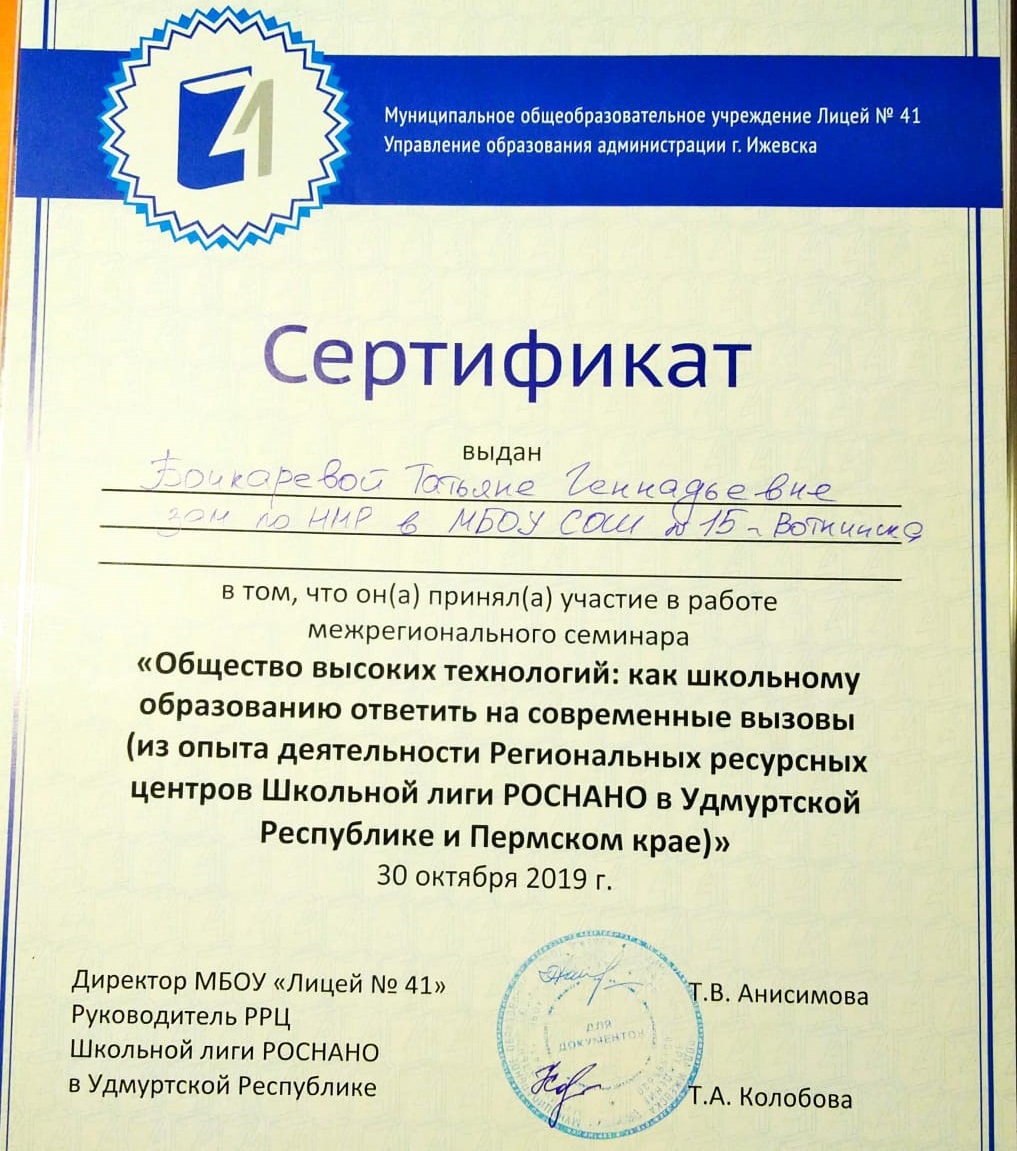 41
Муниципальное общеобразовательное учреждение Лицей № 41
Управление образования администрации г. Ижевска
Сертификат
выдан
Бочкаревой Татьяне Геннадьевне
зам по НМР в МБОУ СОШ №15 г. Воткинска
в том, что он(а) принял(а) участие в работе
межрегионального семинара
«Общество высоких технологий: как школьному
образованию ответить на современные вызовы
(из опыта деятельности Региональных ресурсных
центров Школьной лиги РОСНАНО в Удмуртской
Республике и Пермском крае)»
30 октября 2019 г.
Директор МБОУ «Лицей № 41»
Т.В. Анисимова
Руководитель РРЦ
Школьной лиги РОСНАНО
в Удмуртской Республике
Т.А. Колобова
ДЛЯ
ДОКУМЕНТОВ